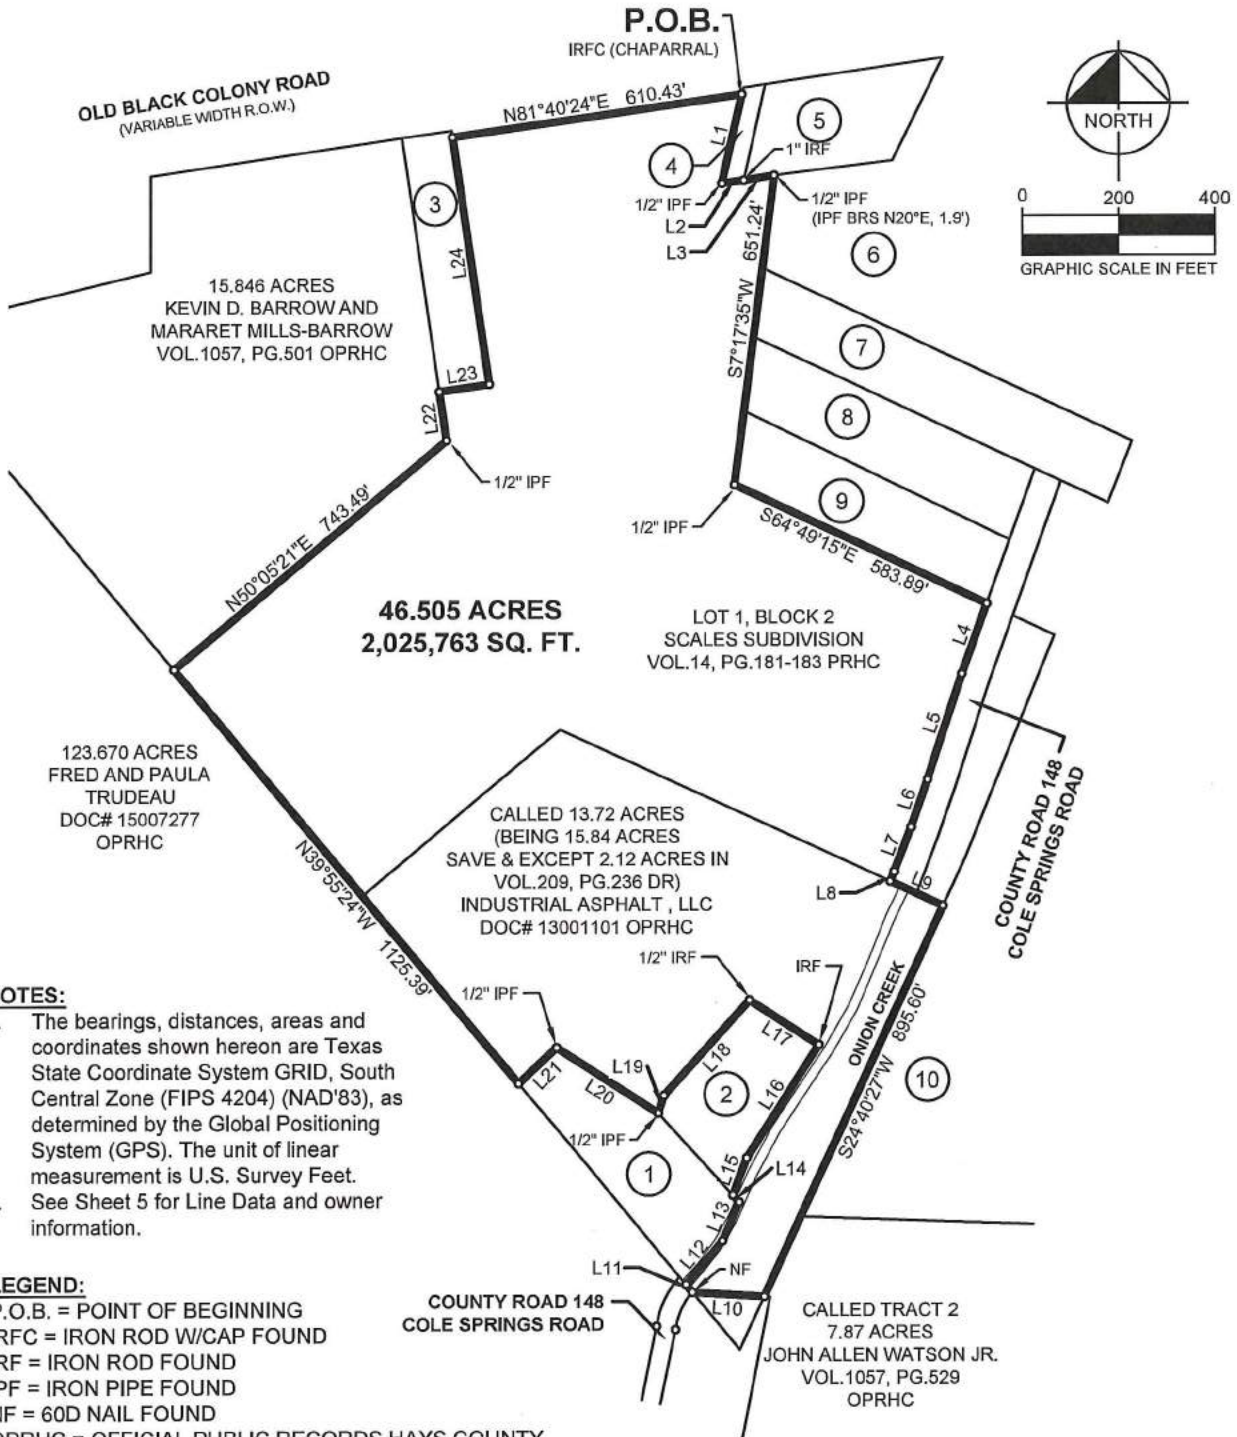 P.O.B.
IRFC (CHAPARRAL)
OLD BLACK COLONY ROAD
(VARIABLE WIDTH R.O.W.)
N81°40'24"E 610.43'
NORTH
0 200 400
GRAPHIC SCALE IN FEET
L1
5
4
1" IRF
1/2" IPF
L2
L3
1/2" IPF
(IPF BRS N20°E, 1.9')
6
3
L24
15.846 ACRES
KEVIN D. BARROW AND
MARARET MILLS-BARROW
VOL.1057, PG.501 OPRHC
S7°17'35"W 651.24'
7
8
9
L23
L22
1/2" IPF
1/2" IPF
N50°05'21"E 743.49'
S64°49'15"E 583.89'
46.505 ACRES
2,025,763 SQ. FT.
LOT 1, BLOCK 2
SCALES SUBDIVISION
VOL.14, PG.181-183 PRHC
L4
L5
L6
L7
L8
L9
COUNTY ROAD 148
COLE SPRINGS ROAD
123.670 ACRES
FRED AND PAULA
TRUDEAU
DOC# 15007277
OPRHC
CALLED 13.72 ACRES
(BEING 15.84 ACRES
SAVE & EXCEPT 2.12 ACRES IN
VOL.209, PG.236 DR)
INDUSTRIAL ASPHALT , LLC
DOC# 13001101 OPRHC
N39°55'24"W 1125.39'
1/2" IRF
IRF
1/2" IPF
L17
L18
L19
L21
L20
1/2" IPF
2
L16
ONION CREEK
S24°40'27"W 895.60'
10
1
L15
L14
L13
L12
L11
NF
L10
COUNTY ROAD 148
COLE SPRINGS ROAD
CALLED TRACT 2
7.87 ACRES
JOHN ALLEN WATSON JR.
VOL.1057, PG.529
OPRHC
OTES:
The bearings, distances, areas and
coordinates shown hereon are Texas
State Coordinate System GRID, South
Central Zone (FIPS 4204) (NAD'83), as
determined by the Global Positioning
System (GPS). The unit of linear
measurement is U.S. Survey Feet.
See Sheet 5 for Line Data and owner
information.
LEGEND:
P.O.B. = POINT OF BEGINNING
RFC = IRON ROD W/CAP FOUND
RF = IRON ROD FOUND
PF = IRON PIPE FOUND
NF = 60D NAIL FOUND
OPRHC = OFFICIAL PUBLIC RECORDS HAYS COUNTY